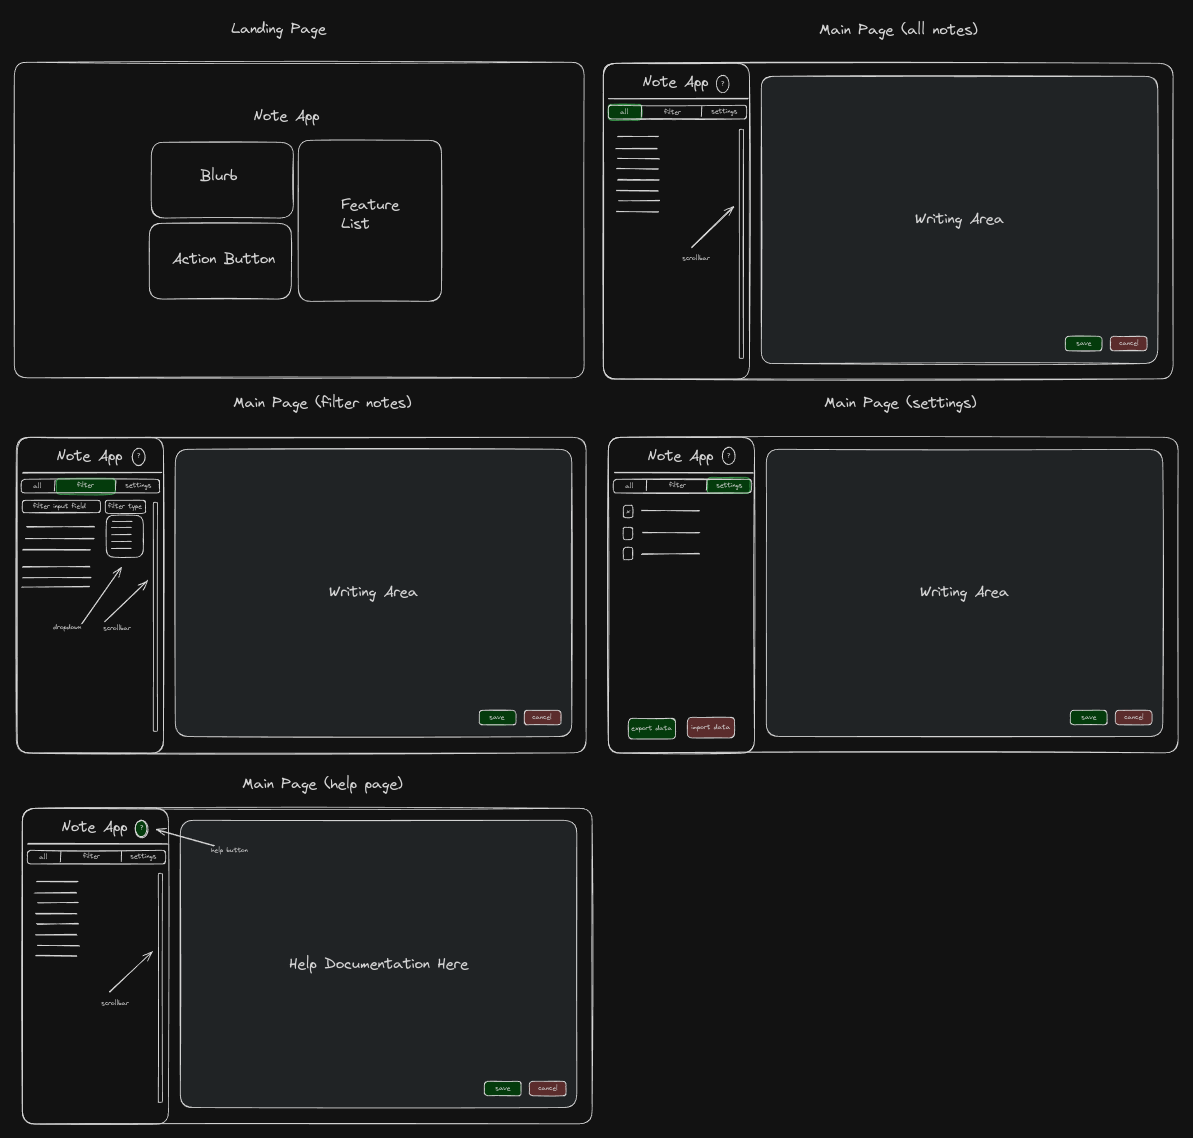 Landing Page
Note App
Blurb
Action Button
Feature
List
Main Page (all notes)
Note App ?
all filter settings
scrollbar
Writing Area
save cancel
Main Page (filter notes)
Note App ?
all filter settings
filter input field filter type
dropdown scrollbar
Writing Area
save cancel
Main Page (settings)
Note App ?
all filter settings
x
export data import data
Writing Area
save cancel
Main Page (help page)
Note App ?
help button
all filter settings
scrollbar
Help Documentation Here
save cancel